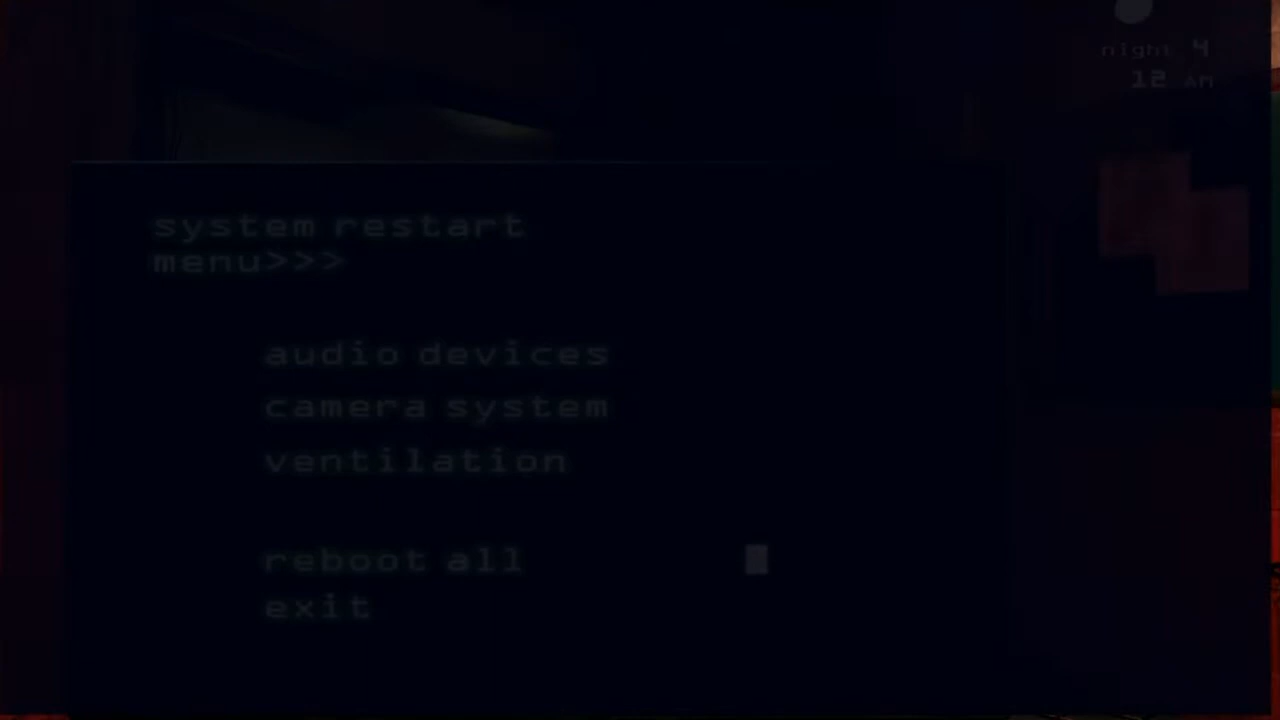 night 4
12 AM
system restart
menu>>>
audio devices
camera system
ventilation
reboot all
exit